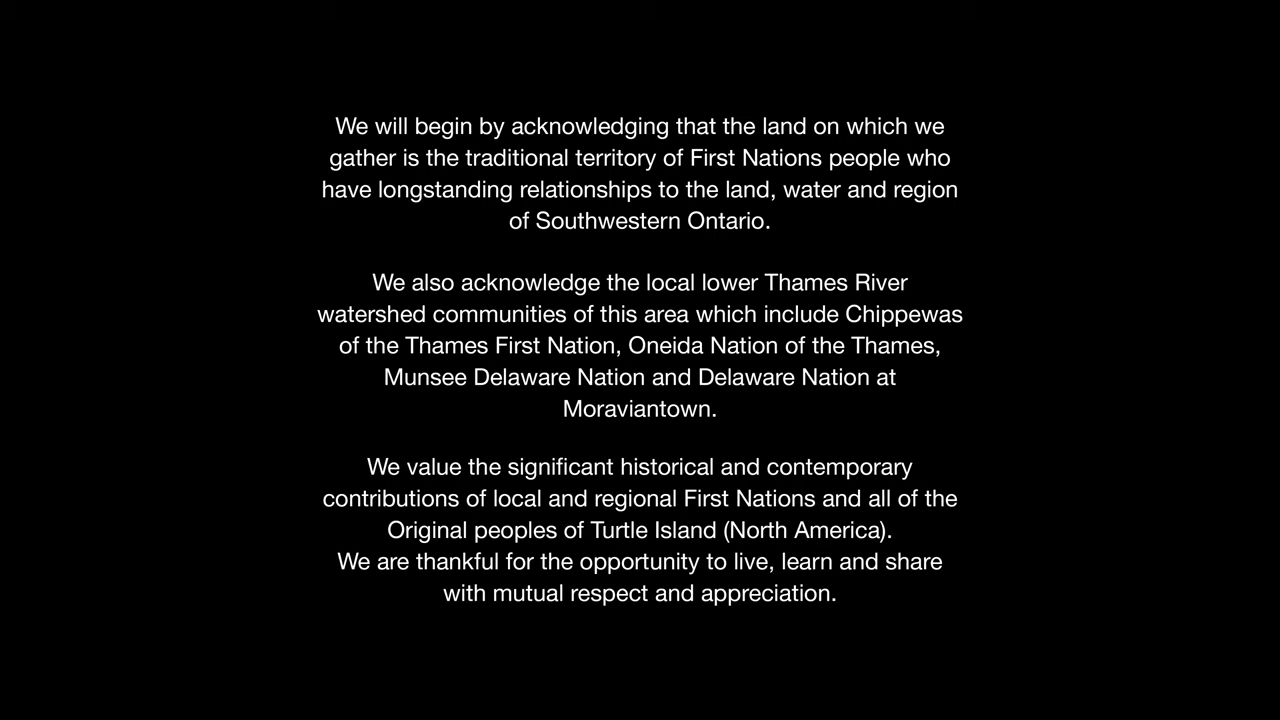 We will begin by acknowledging that the land on which we
gather is the traditional territory of First Nations people who
have longstanding relationships to the land, water and region
of Southwestern Ontario.
We also acknowledge the local lower Thames River
watershed communities of this area which include Chippewas
of the Thames First Nation, Oneida Nation of the Thames,
Munsee Delaware Nation and Delaware Nation at
Moraviantown.
We value the significant historical and contemporary
contributions of local and regional First Nations and all of the
Original peoples of Turtle Island (North America).
We are thankful for the opportunity to live, learn and share
with mutual respect and appreciation.